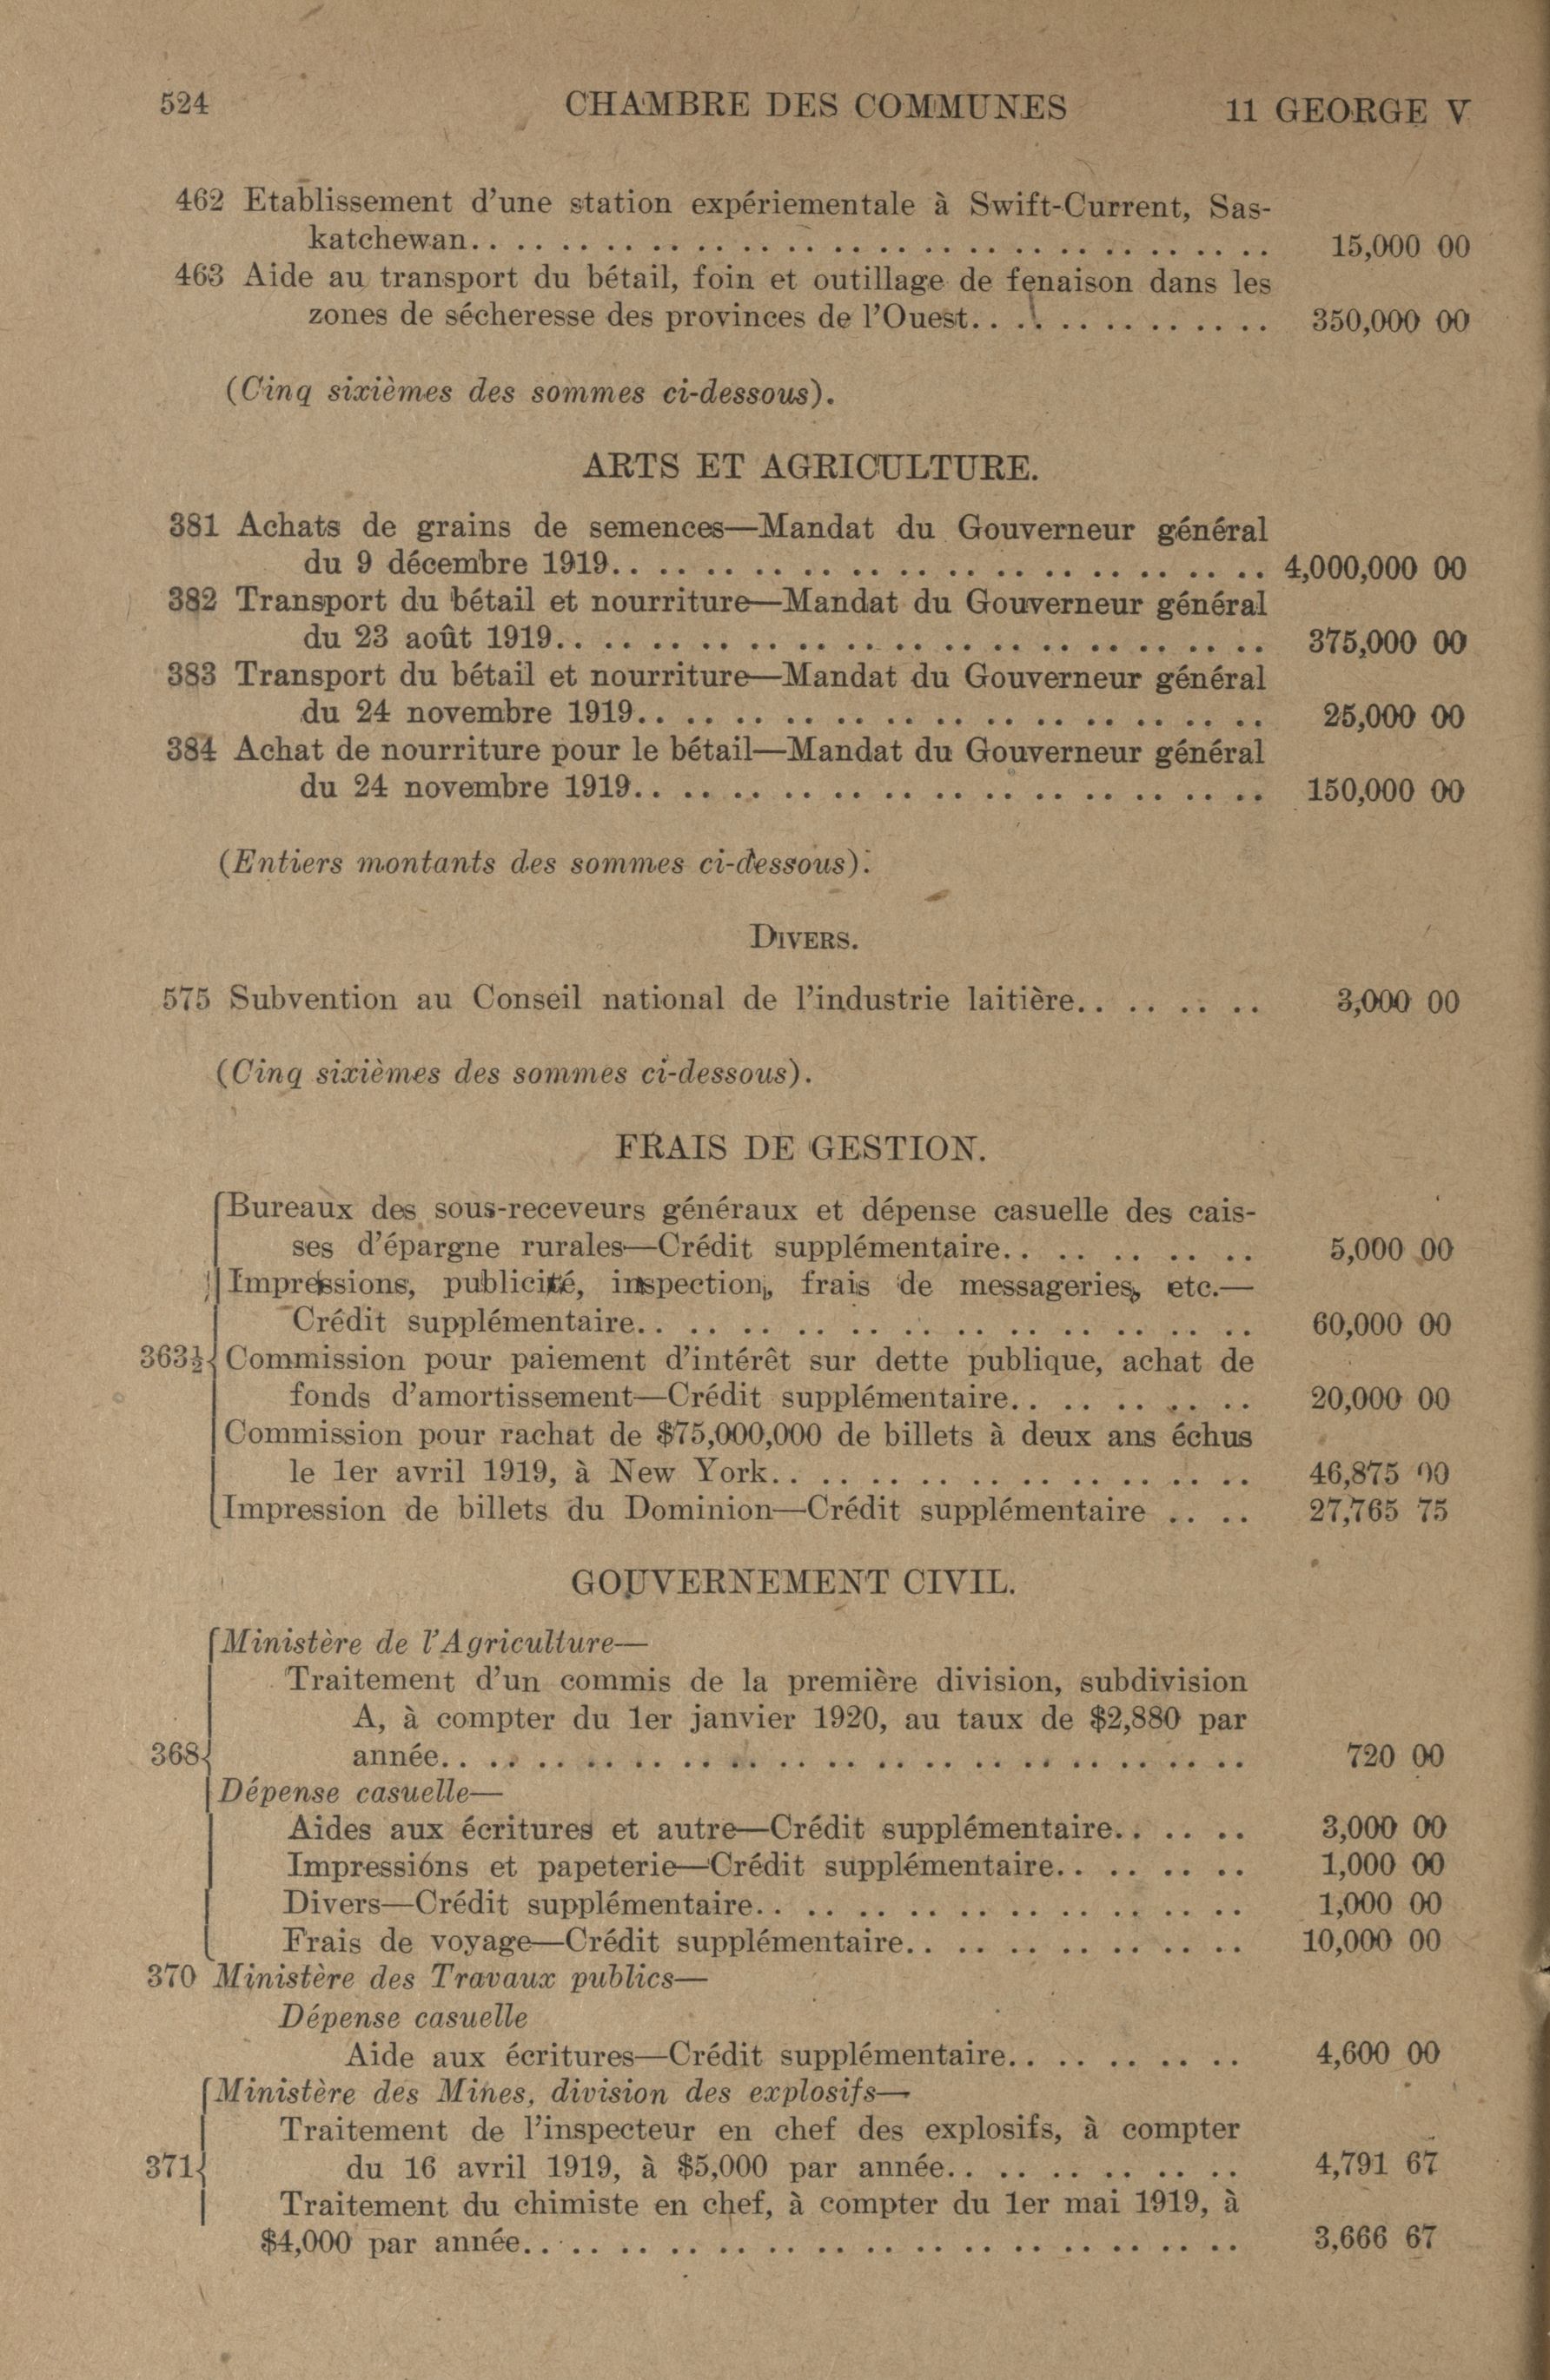 524 CHAMBRE DES COMMUNES 11 GEORGE V
462 Etablissement d'une station expériementale à Swift-Current, Sas-
katchewan.. .. .. .. .. .. .. .. .. .. .. .. .. .. .. .. .. .. 15,000 00
463 Aide au transport du bétail, foin et outillage de fenaison dans les
zones de sécheresse des provinces de l'Ouest.. .. .. .. .. .. .. 350,000 00
(Cinq sixièmes des sommes ci-dessous).
ARTS ET AGRICULTURE.
381 Achats de grains de semences—Mandat du Gouverneur général
du 9 décembre 1919.. .. .. .. .. .. .. .. .. .. .. .. .. .. 4,000,000 00
382 Transport du bétail et nourriture—Mandat du Gouverneur général
du 23 août 1919.. .. .. .. .. .. .. .. .. .. .. .. .. .. .. 375,000 00
383 Transport du bétail et nourriture—Mandat du Gouverneur général
du 24 novembre 1919.. .. .. .. .. .. .. .. .. .. .. .. .. 25,000 00
384 Achat de nourriture pour le bétail—Mandat du Gouverneur général
du 24 novembre 1919.. .. .. .. .. .. .. .. .. .. .. .. .. 150,000 00
(Entiers montants des sommes ci-dessous).
DIVERS.
575 Subvention au Conseil national de l'industrie laitière.. .. .. .. 3,000 00
(Cinq sixièmes des sommes ci-dessous).
FRAIS DE GESTION.
Bureaux des sous-receveurs généraux et dépense casuelle des cais-
ses d'épargne rurales—Crédit supplémentaire.. .. .. .. .. 5,000 00
Impressions, publicité, inspection, frais de messageries, etc.—
Crédit supplémentaire.. .. .. .. .. .. .. .. .. .. .. .. 60,000 00
363½ Commission pour paiement d'intérêt sur dette publique, achat de
fonds d'amortissement—Crédit supplémentaire.. .. .. .. .. 20,000 00
Commission pour rachat de $75,000,000 de billets à deux ans échus
le 1er avril 1919, à New York.. .. .. .. .. .. .. .. .. .. 46,875 00
Impression de billets du Dominion—Crédit supplémentaire .. .. 27,765 75
GOUVERNEMENT CIVIL.
Ministère de l'Agriculture—
Traitement d'un commis de la première division, subdivision
A, à compter du 1er janvier 1920, au taux de $2,880 par
368 année.. .. .. .. .. .. .. .. .. .. .. .. .. .. .. .. .. 720 00
Dépense casuelle—
Aides aux écritures et autre—Crédit supplémentaire.. .. .. 3,000 00
Impressións et papeterie—Crédit supplémentaire.. .. .. .. 1,000 00
Divers—Crédit supplémentaire.. .. .. .. .. .. .. .. .. .. 1,000 00
Frais de voyage—Crédit supplémentaire.. .. .. .. .. .. .. 10,000 00
370 Ministère des Travaux publics—
Dépense casuelle
Aide aux écritures—Crédit supplémentaire.. .. .. .. .. 4,600 00
Ministère des Mines, division des explosifs—
Traitement de l'inspecteur en chef des explosifs, à compter
371 du 16 avril 1919, à $5,000 par année.. .. .. .. .. .. 4,791 67
Traitement du chimiste en chef, à compter du 1er mai 1919, à
$4,000 par année.. .. .. .. .. .. .. .. .. .. .. .. .. .. .. 3,666 67